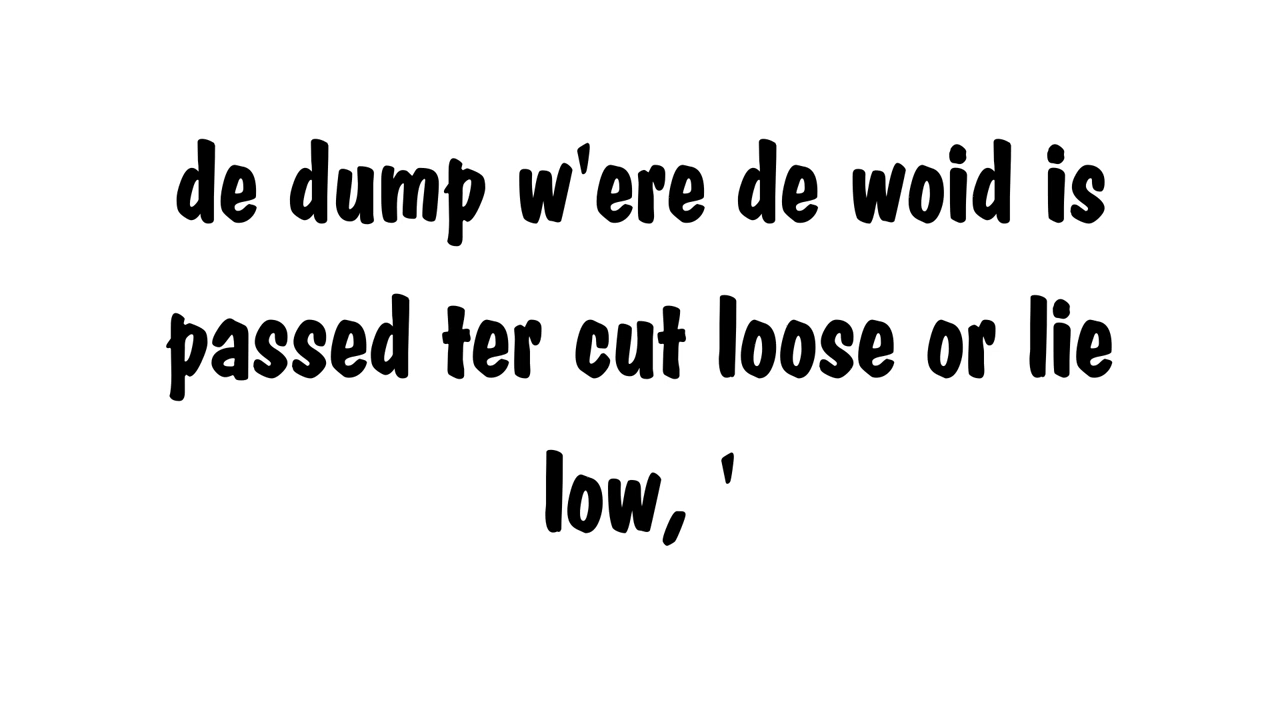 de dump w'ere de woid is
passed ter cut loose or lie
low, '